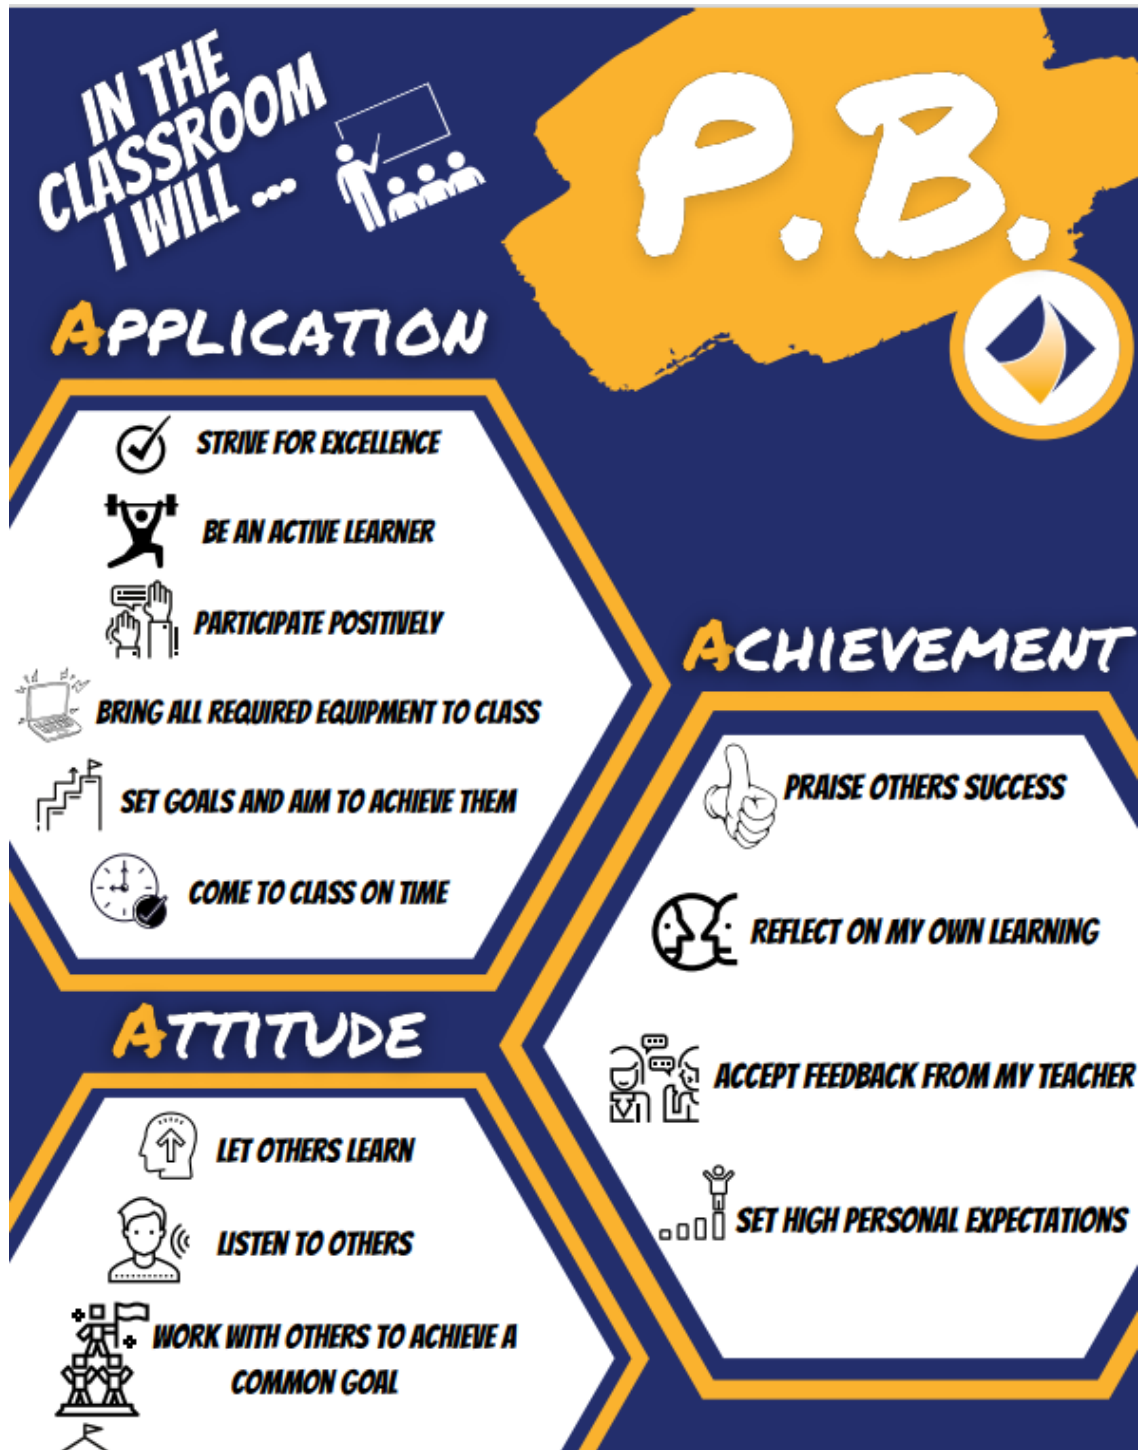 IN THE
CLASSROOM
I WILL ...
P.B.
APPLICATION
STRIVE FOR EXCELLENCE
BE AN ACTIVE LEARNER
PARTICIPATE POSITIVELY
BRING ALL REQUIRED EQUIPMENT TO CLASS
SET GOALS AND AIM TO ACHIEVE THEM
COME TO CLASS ON TIME
ACHIEVEMENT
PRAISE OTHERS SUCCESS
REFLECT ON MY OWN LEARNING
ACCEPT FEEDBACK FROM MY TEACHER
SET HIGH PERSONAL EXPECTATIONS
ATTITUDE
LET OTHERS LEARN
LISTEN TO OTHERS
WORK WITH OTHERS TO ACHIEVE A
COMMON GOAL